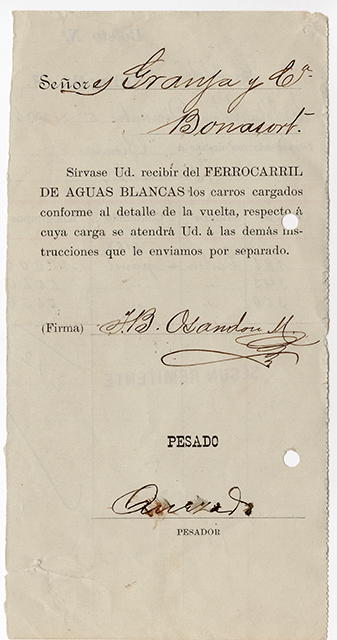 Señores Granja y Cª
Bonasort.
Sírvase Ud. recibir del FERROCARRIL
DE AGUAS BLANCAS los carros cargados
conforme al detalle de la vuelta, respecto á
cuya carga se atenderá Ud. á las demás ins-
trucciones que le enviamos por separado.
(Firma) J.B. Osandon M.
PESADO
Quezada
PESADOR